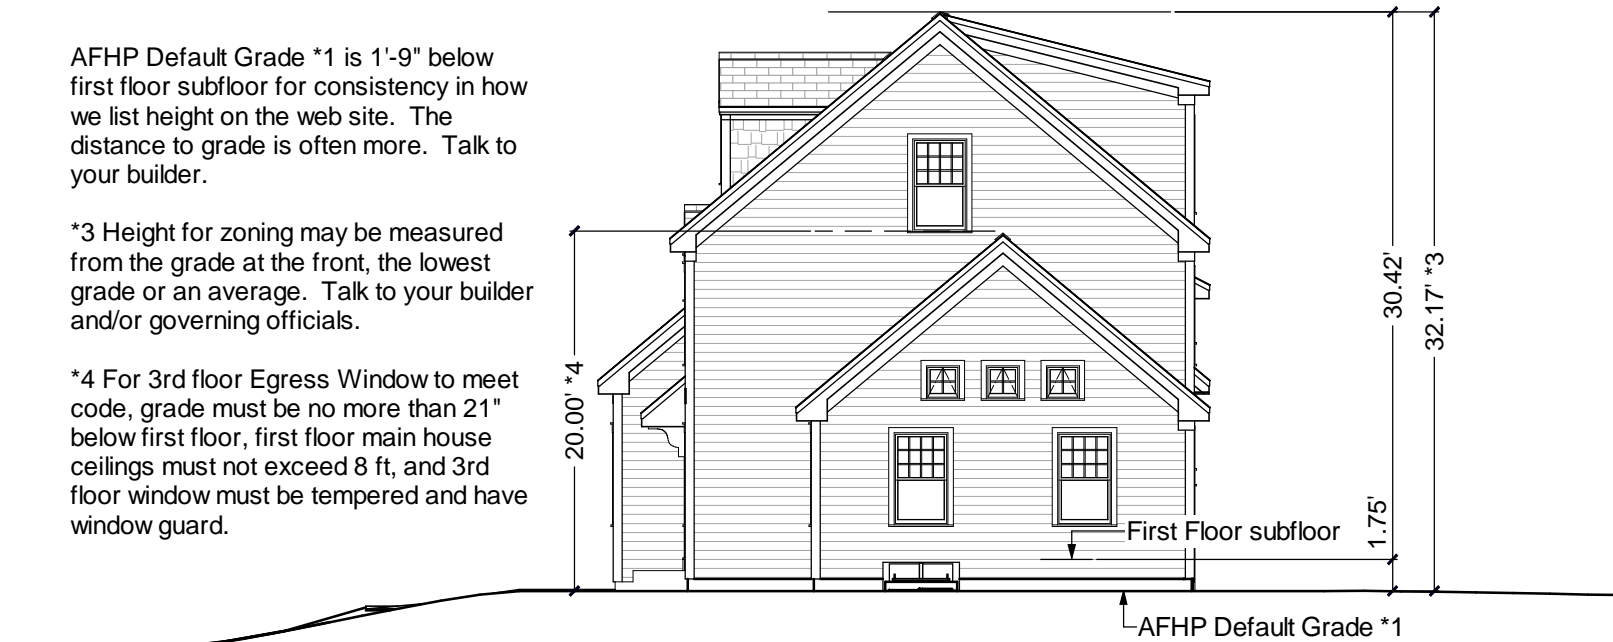 AFHP Default Grade *1 is 1'-9" below
first floor subfloor for consistency in how
we list height on the web site.  The
distance to grade is often more.  Talk to
your builder.
*3 Height for zoning may be measured
from the grade at the front, the lowest
grade or an average.  Talk to your builder
and/or governing officials.
*4 For 3rd floor Egress Window to meet
code, grade must be no more than 21"
below first floor, first floor main house
ceilings must not exceed 8 ft, and 3rd
floor window must be tempered and have
window guard.
20.00' *4
30.42'
32.17' *3
1.75'
First Floor subfloor
AFHP Default Grade *1